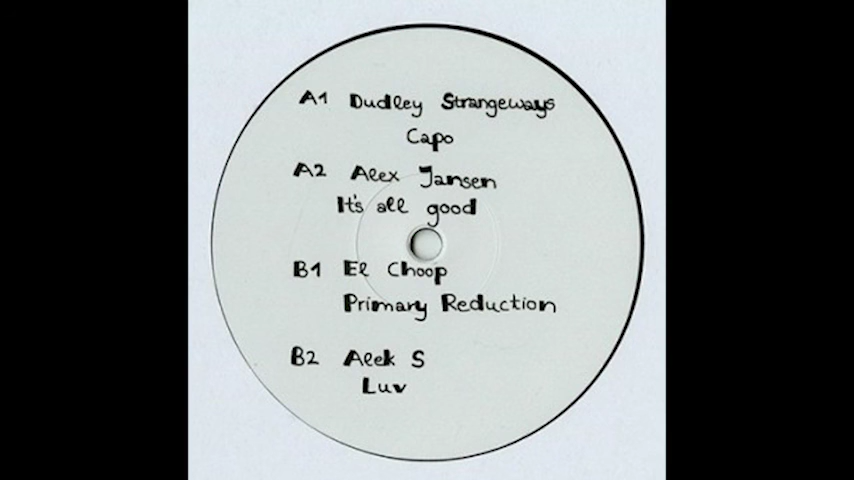 A1 Dudley Strangeways
Capo
A2 Alex Jansen
It's all good
B1 El Choop
Primary Reduction
B2 Alek S
Luv